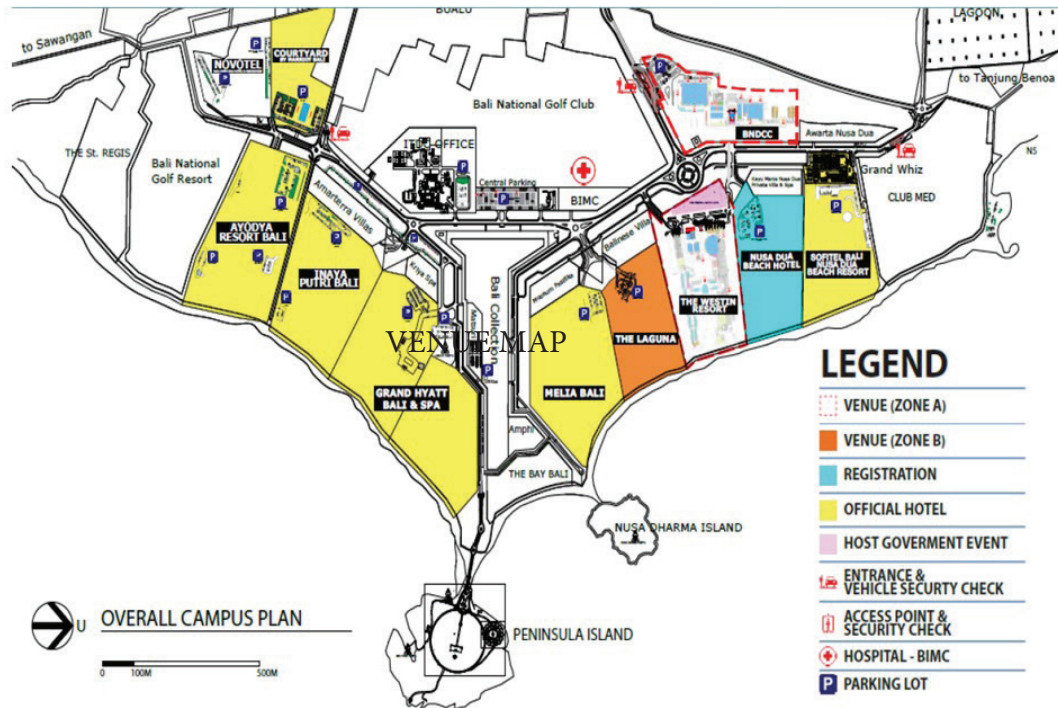 BUALU
LAGOON
to Sawangan
COURTYARD
NOVOTEL
to Tanjung Benoa
Bali National Golf Club
BNDCC
Awarta Nusa Dua
THE St. REGIS
Bali National
Golf Resort
OFFICE
Grand Whiz
NS
Central Parking
BIMC
CLUB MED
Amarterra Villas
AYODYA
RESORT BALI
INAYA
PUTRI BALI
Kriya Spa
Bali Collection
Balinese Villa
NUSA DUA
BEACH HOTEL
SOFITEL BALI
NUSA DUA
BEACH RESORT
THE WESTIN
RESORT
THE LAGUNA
VENUE MAP
GRAND HYATT
BALI & SPA
MELIA BALI
Amphi
THE BAY BALI
NUSA DHARMA ISLAND
PENINSULA ISLAND
U
OVERALL CAMPUS PLAN
0 100M 500M
LEGEND
VENUE (ZONE A)
VENUE (ZONE B)
REGISTRATION
OFFICIAL HOTEL
HOST GOVERMENT EVENT
ENTRANCE &
VEHICLE SECURTY CHECK
ACCESS POINT &
SECURITY CHECK
HOSPITAL - BIMC
P PARKING LOT